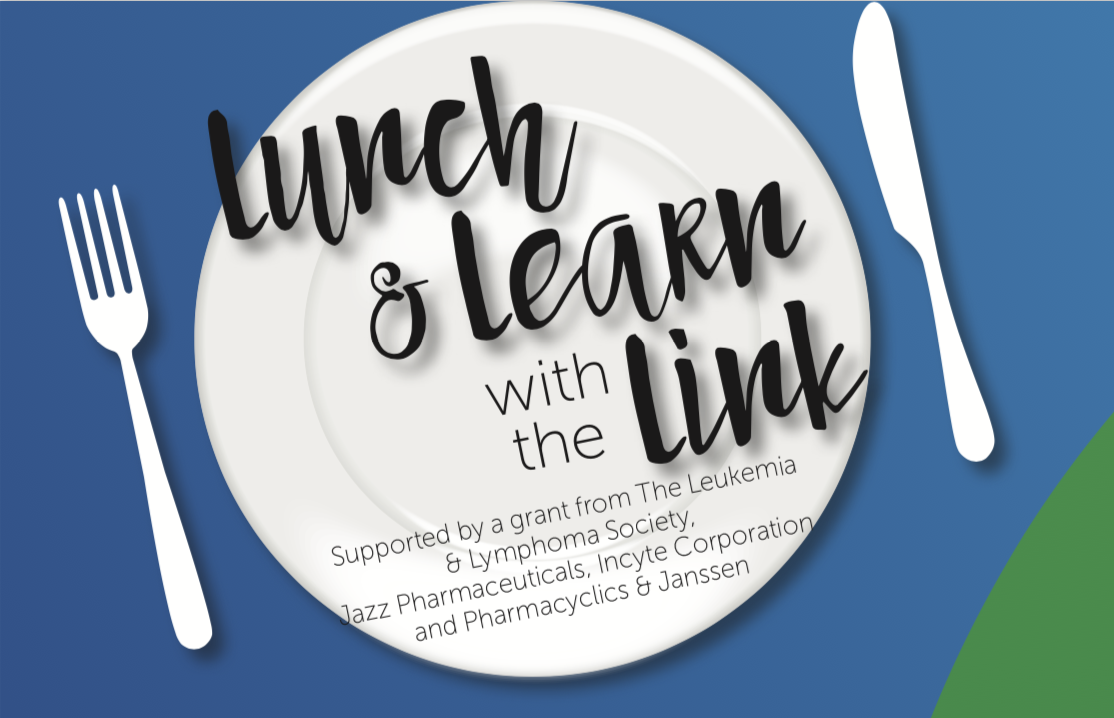 Lunch
& Learn
with
the Link
Supported by a grant from The Leukemia
& Lymphoma Society,
Jazz Pharmaceuticals, Incyte Corporation
and Pharmacyclics & Janssen